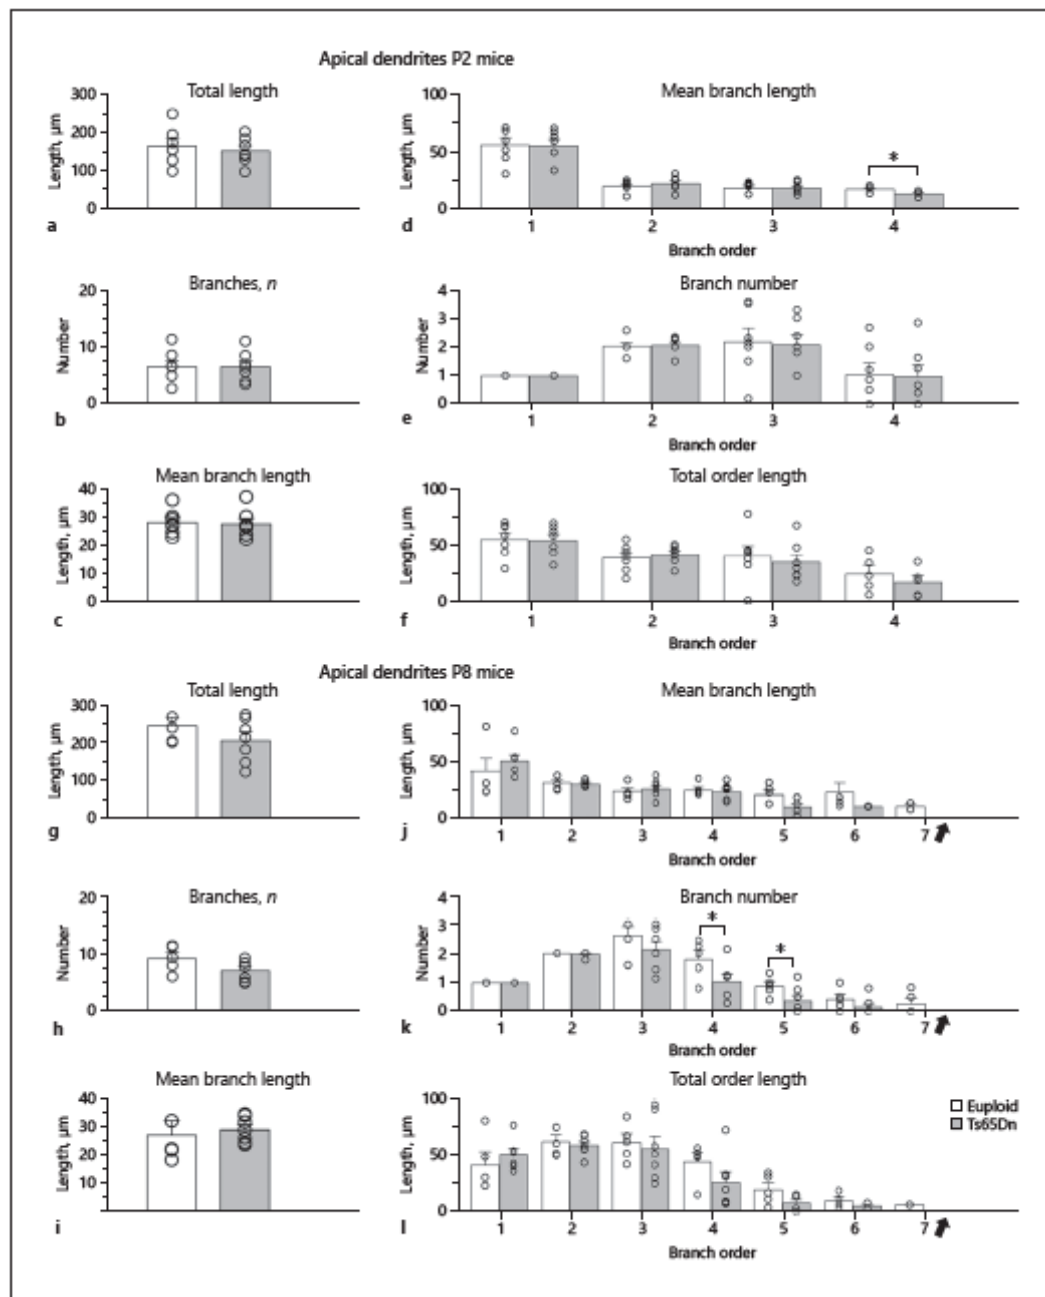 Apical dendrites P2 mice
Total length
Length, µm
300
200
100
0
a
Mean branch length
Length, µm
100
50
0
*
1 2 3 4
d
Branch order
Branches, n
Number
20
10
0
b
Branch number
Number
4
3
2
1
0
1 2 3 4
e
Branch order
Mean branch length
Length, µm
40
30
20
10
0
c
Total order length
Length, µm
100
50
0
1 2 3 4
f
Branch order
Apical dendrites P8 mice
Total length
Length, µm
300
200
100
0
g
Mean branch length
Length, µm
100
50
0
1 2 3 4 5 6 7
j
Branch order
Branches, n
Number
20
10
0
h
Branch number
Number
4
3
2
1
0
* *
1 2 3 4 5 6 7
k
Branch order
Mean branch length
Length, µm
40
30
20
10
i
Total order length
Length, µm
100
50
0
Euploid
Ts65Dn
1 2 3 4 5 6 7
l
Branch order